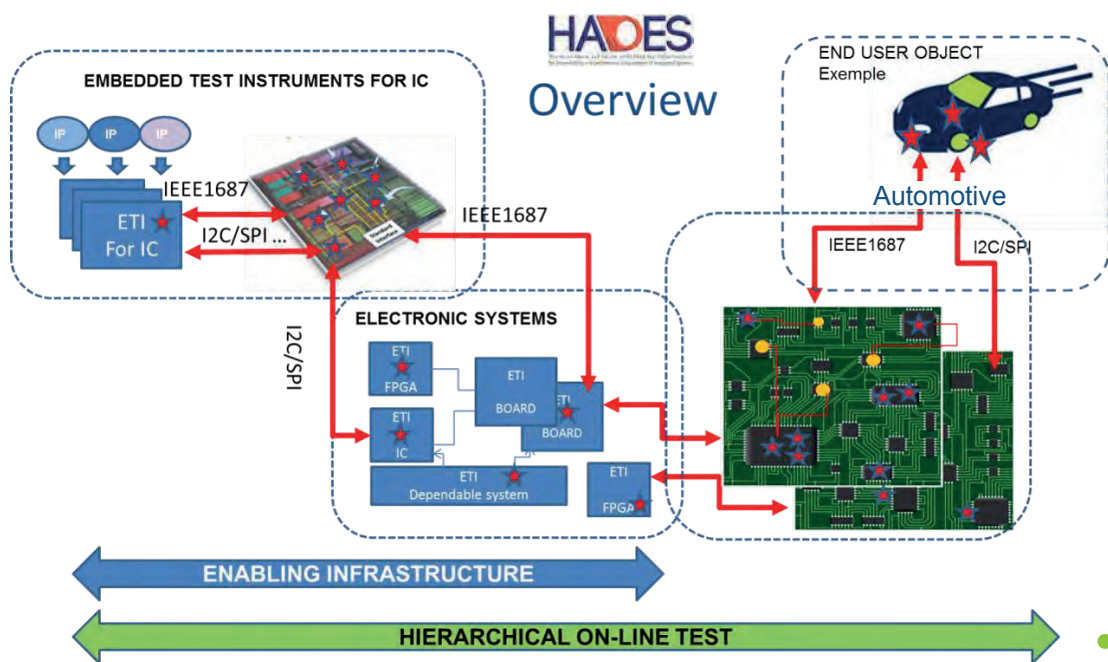 HADES
Overview
EMBEDDED TEST INSTRUMENTS FOR IC
IP
IP
IP
ETI
For IC
IEEE1687
I2C/SPI ...
Standard
Interface
IEEE1687
I2C/SPI
END USER OBJECT
Exemple
Automotive
IEEE1687
I2C/SPI
ELECTRONIC SYSTEMS
ETI
FPGA
ETI
IC
ETI
BOARD
ETI
BOARD
ETI
Dependable system
ETI
FPGA
ENABLING INFRASTRUCTURE
HIERARCHICAL ON-LINE TEST